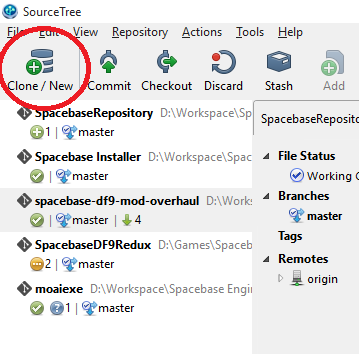 SourceTree
File Edit View Repository Actions Tools Help
Clone / New Commit Checkout Discard Stash Add
SpacebaseRepository D:\Workspace\Spaceba
1 master
Spacebase Installer D:\Workspace\Spac
master
spacebase-df9-mod-overhaul D:\Works
master 4
SpacebaseDF9Redux D:\Games\Spaceb
2 master
moaiexe D:\Workspace\Spacebase Engin
1 master
SpacebaseReposito
File Status
Working C
Branches
master
Tags
Remotes
origin